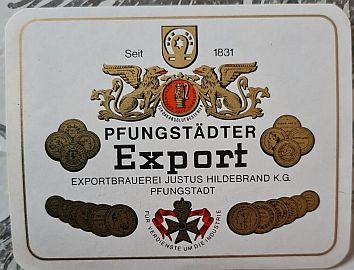 Seit 1831
PFUNGSTÄDTER
Export
EXPORTBRAUEREI JUSTUS HILDEBRAND K.G.
PFUNGSTADT
FÜR VERDIENSTE UM DIE INDUSTRIE